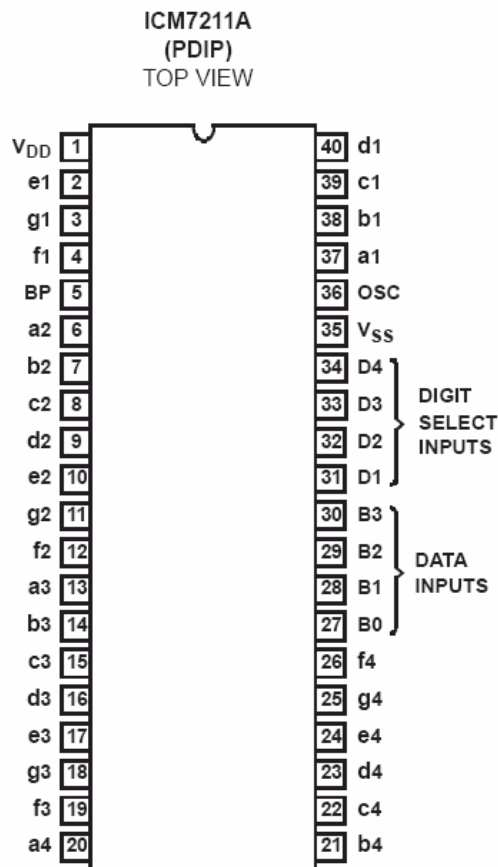 ICM7211A
(PDIP)
TOP VIEW
VDD 1 40 d1
e1 2 39 c1
g1 3 38 b1
f1 4 37 a1
BP 5 36 OSC
a2 6 35 VSS
b2 7 34 D4
c2 8 33 D3
d2 9 32 D2
e2 10 31 D1
DIGIT
SELECT
INPUTS
g2 11 30 B3
f2 12 29 B2
a3 13 28 B1
b3 14 27 B0
DATA
INPUTS
c3 15 26 f4
d3 16 25 g4
e3 17 24 e4
g3 18 23 d4
f3 19 22 c4
a4 20 21 b4